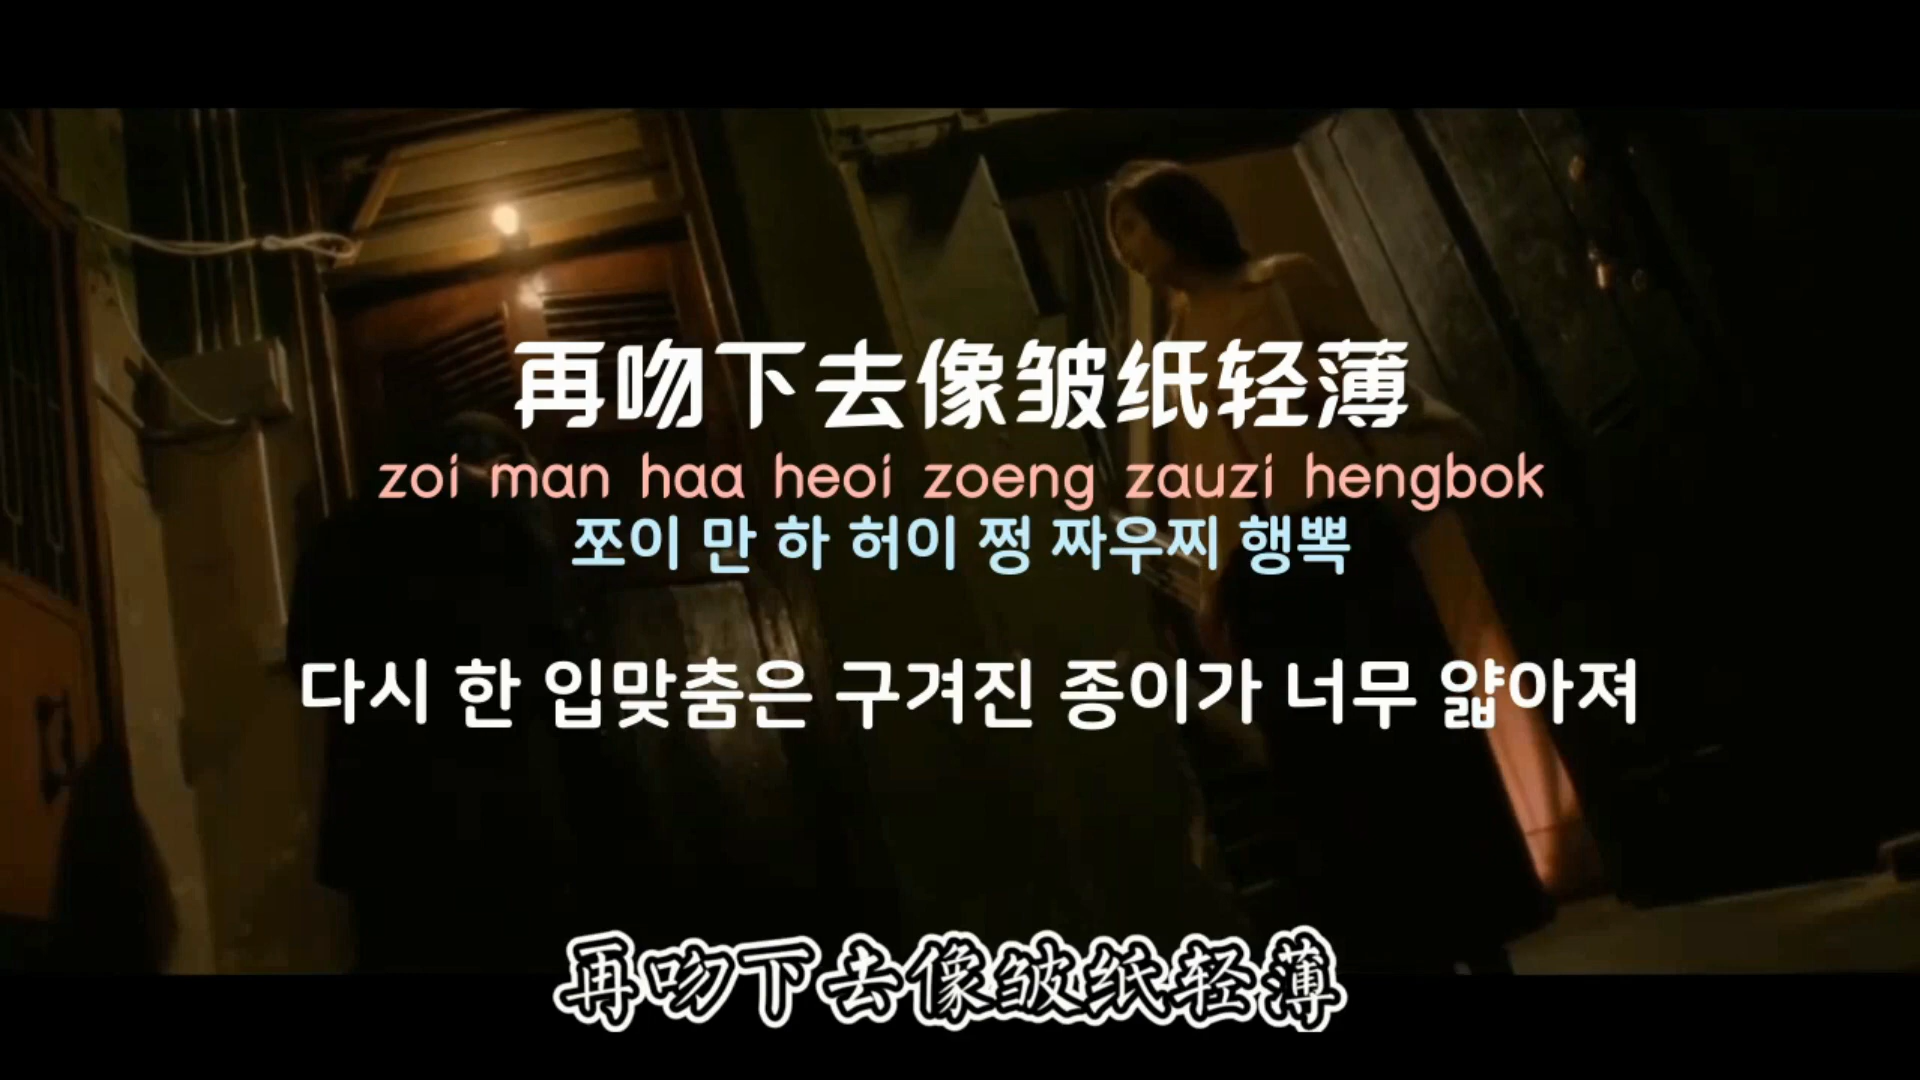 再吻下去像皱纸轻薄
zoi man haa heoi zoeng zauzi hengbok
쪼이 만 하 허이 쩡 짜우찌 행뽁
다시 한 입맞춤은 구겨진 종이가 너무 얇아져
再吻下去像皱纸轻薄